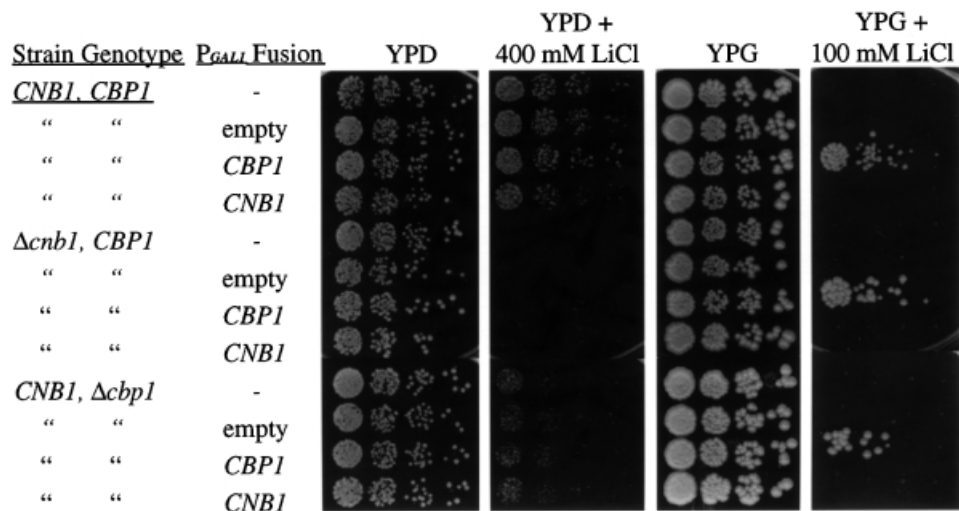 Strain Genotype P GAL1 Fusion YPD YPD + 400 mM LiCl YPG YPG + 100 mM LiCl
CNB1, CBP1 -
“ “ empty
“ “ CBP1
“ “ CNB1
Δcnb1, CBP1 -
“ “ empty
“ “ CBP1
“ “ CNB1
CNB1, Δcbp1 -
“ “ empty
“ “ CBP1
“ “ CNB1